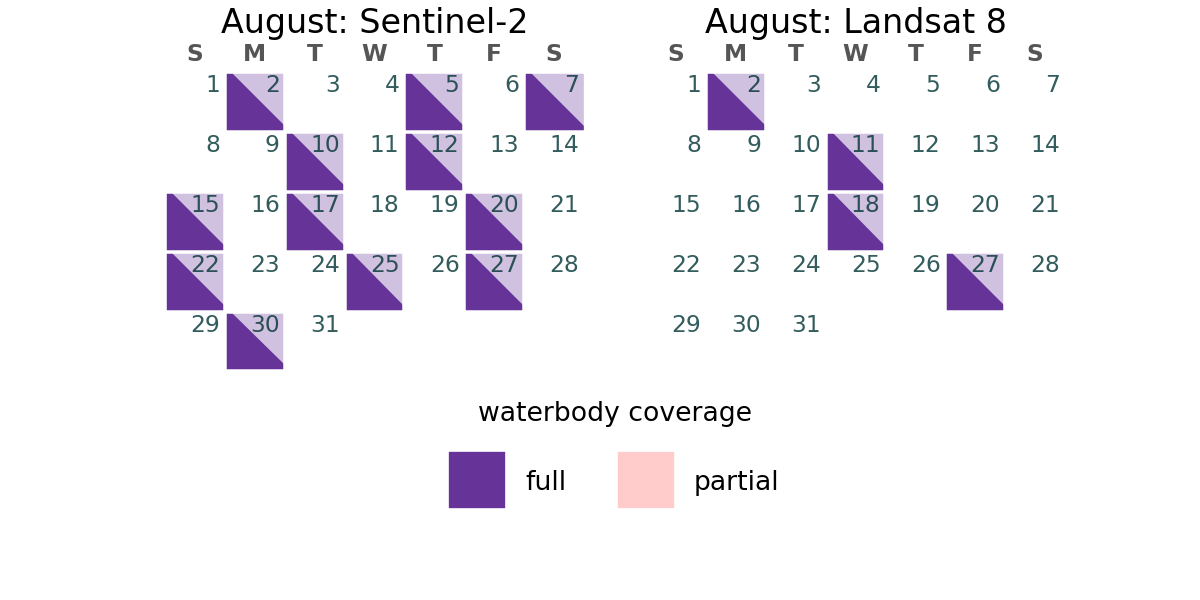 August: Sentinel-2
S M T W T F S
1 2 3 4 5 6 7
8 9 10 11 12 13 14
15 16 17 18 19 20 21
22 23 24 25 26 27 28
29 30 31
August: Landsat 8
S M T W T F S
1 2 3 4 5 6 7
8 9 10 11 12 13 14
15 16 17 18 19 20 21
22 23 24 25 26 27 28
29 30 31
waterbody coverage
full
partial